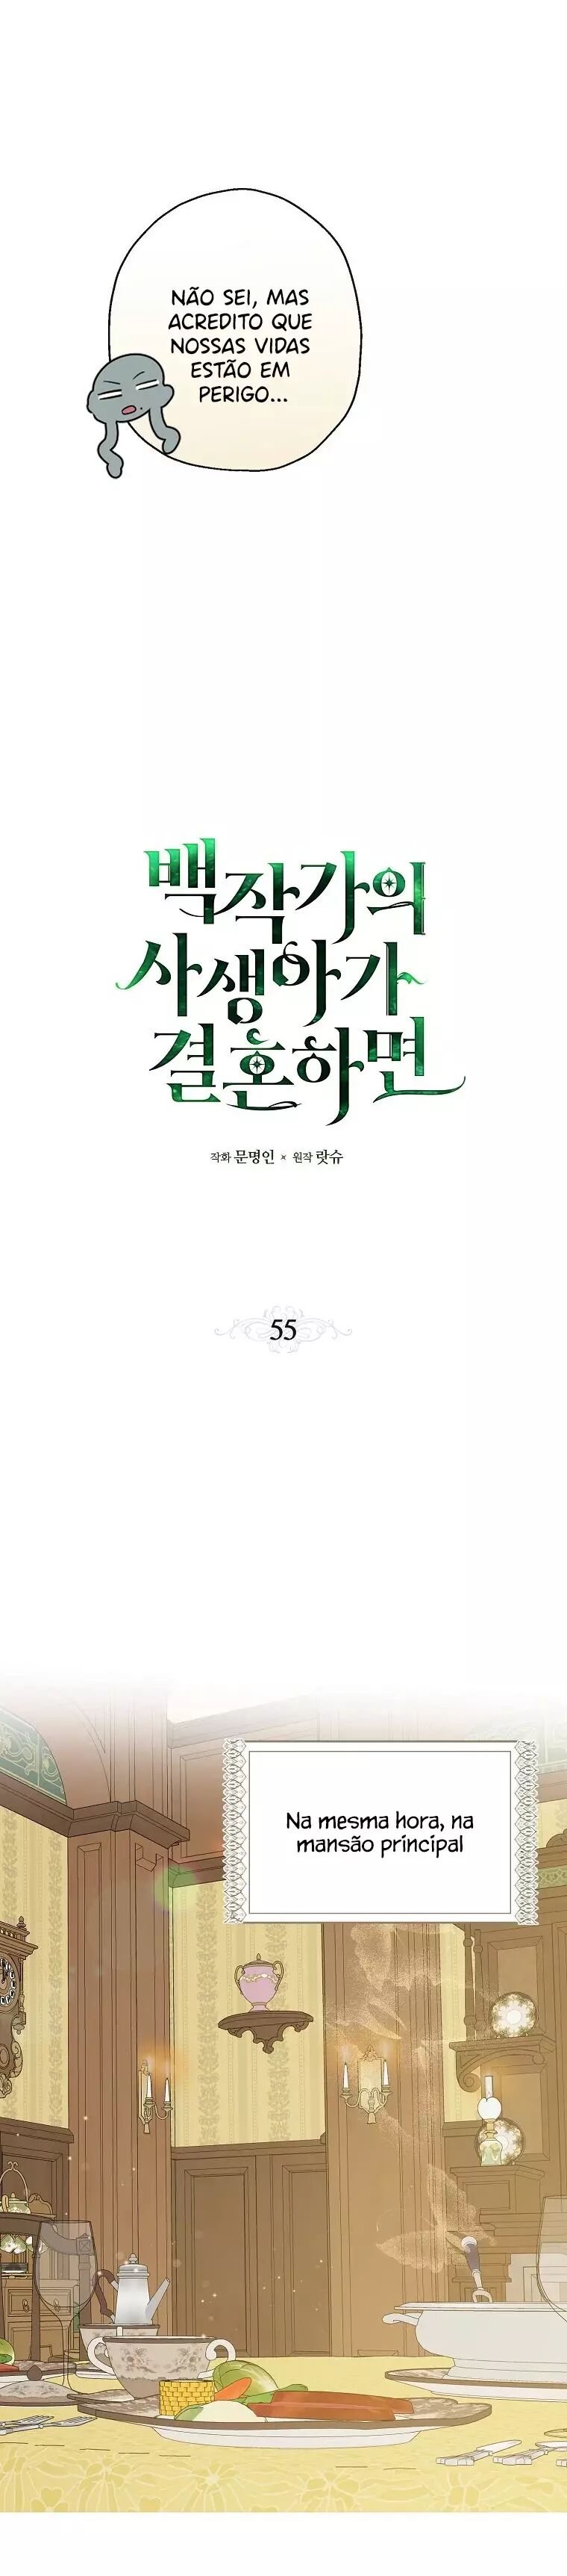 NÃO SEI, MAS
ACREDITO QUE
NOSSAS VIDAS
ESTÃO EM
PERIGO...
백작가의
사생아가
결혼하면
작화 문명인 × 원작 랏슈
55
Na mesma hora, na
mansão principal